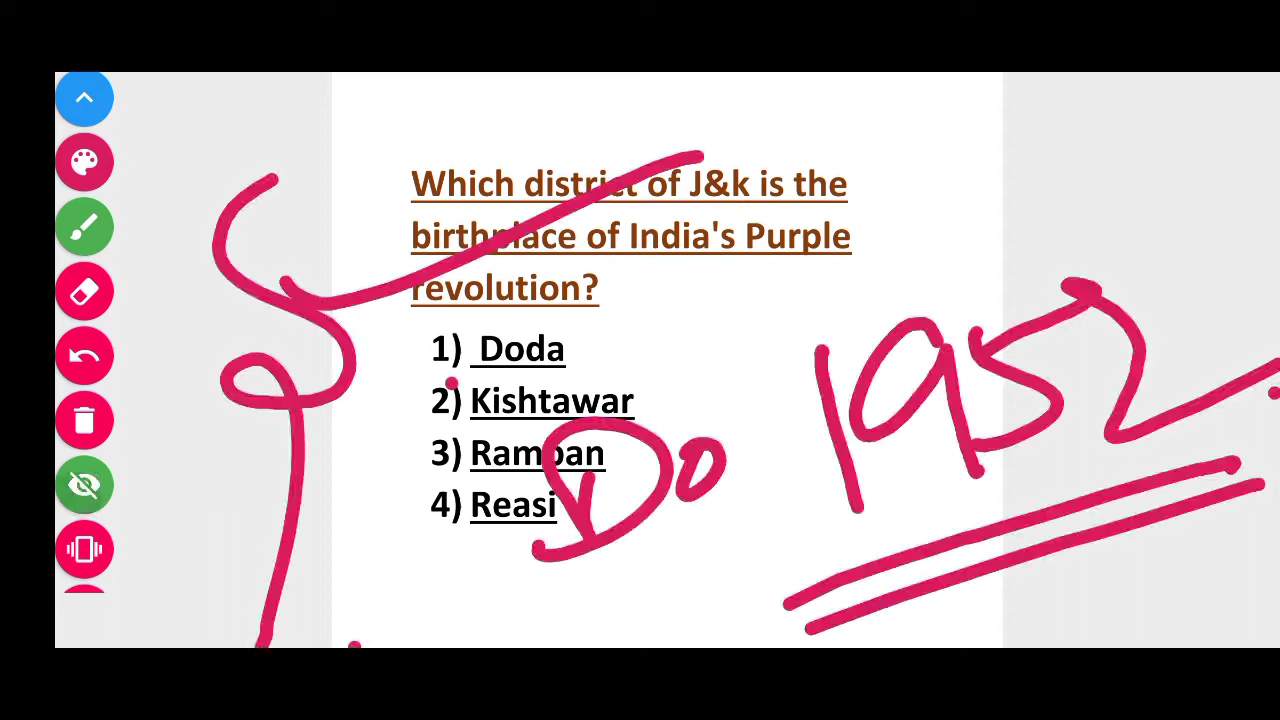 Which district of J&k is the
birthplace of India's Purple
revolution?
1) Doda
2) Kishtawar
3) Ramban
4) Reasi
Do
1952